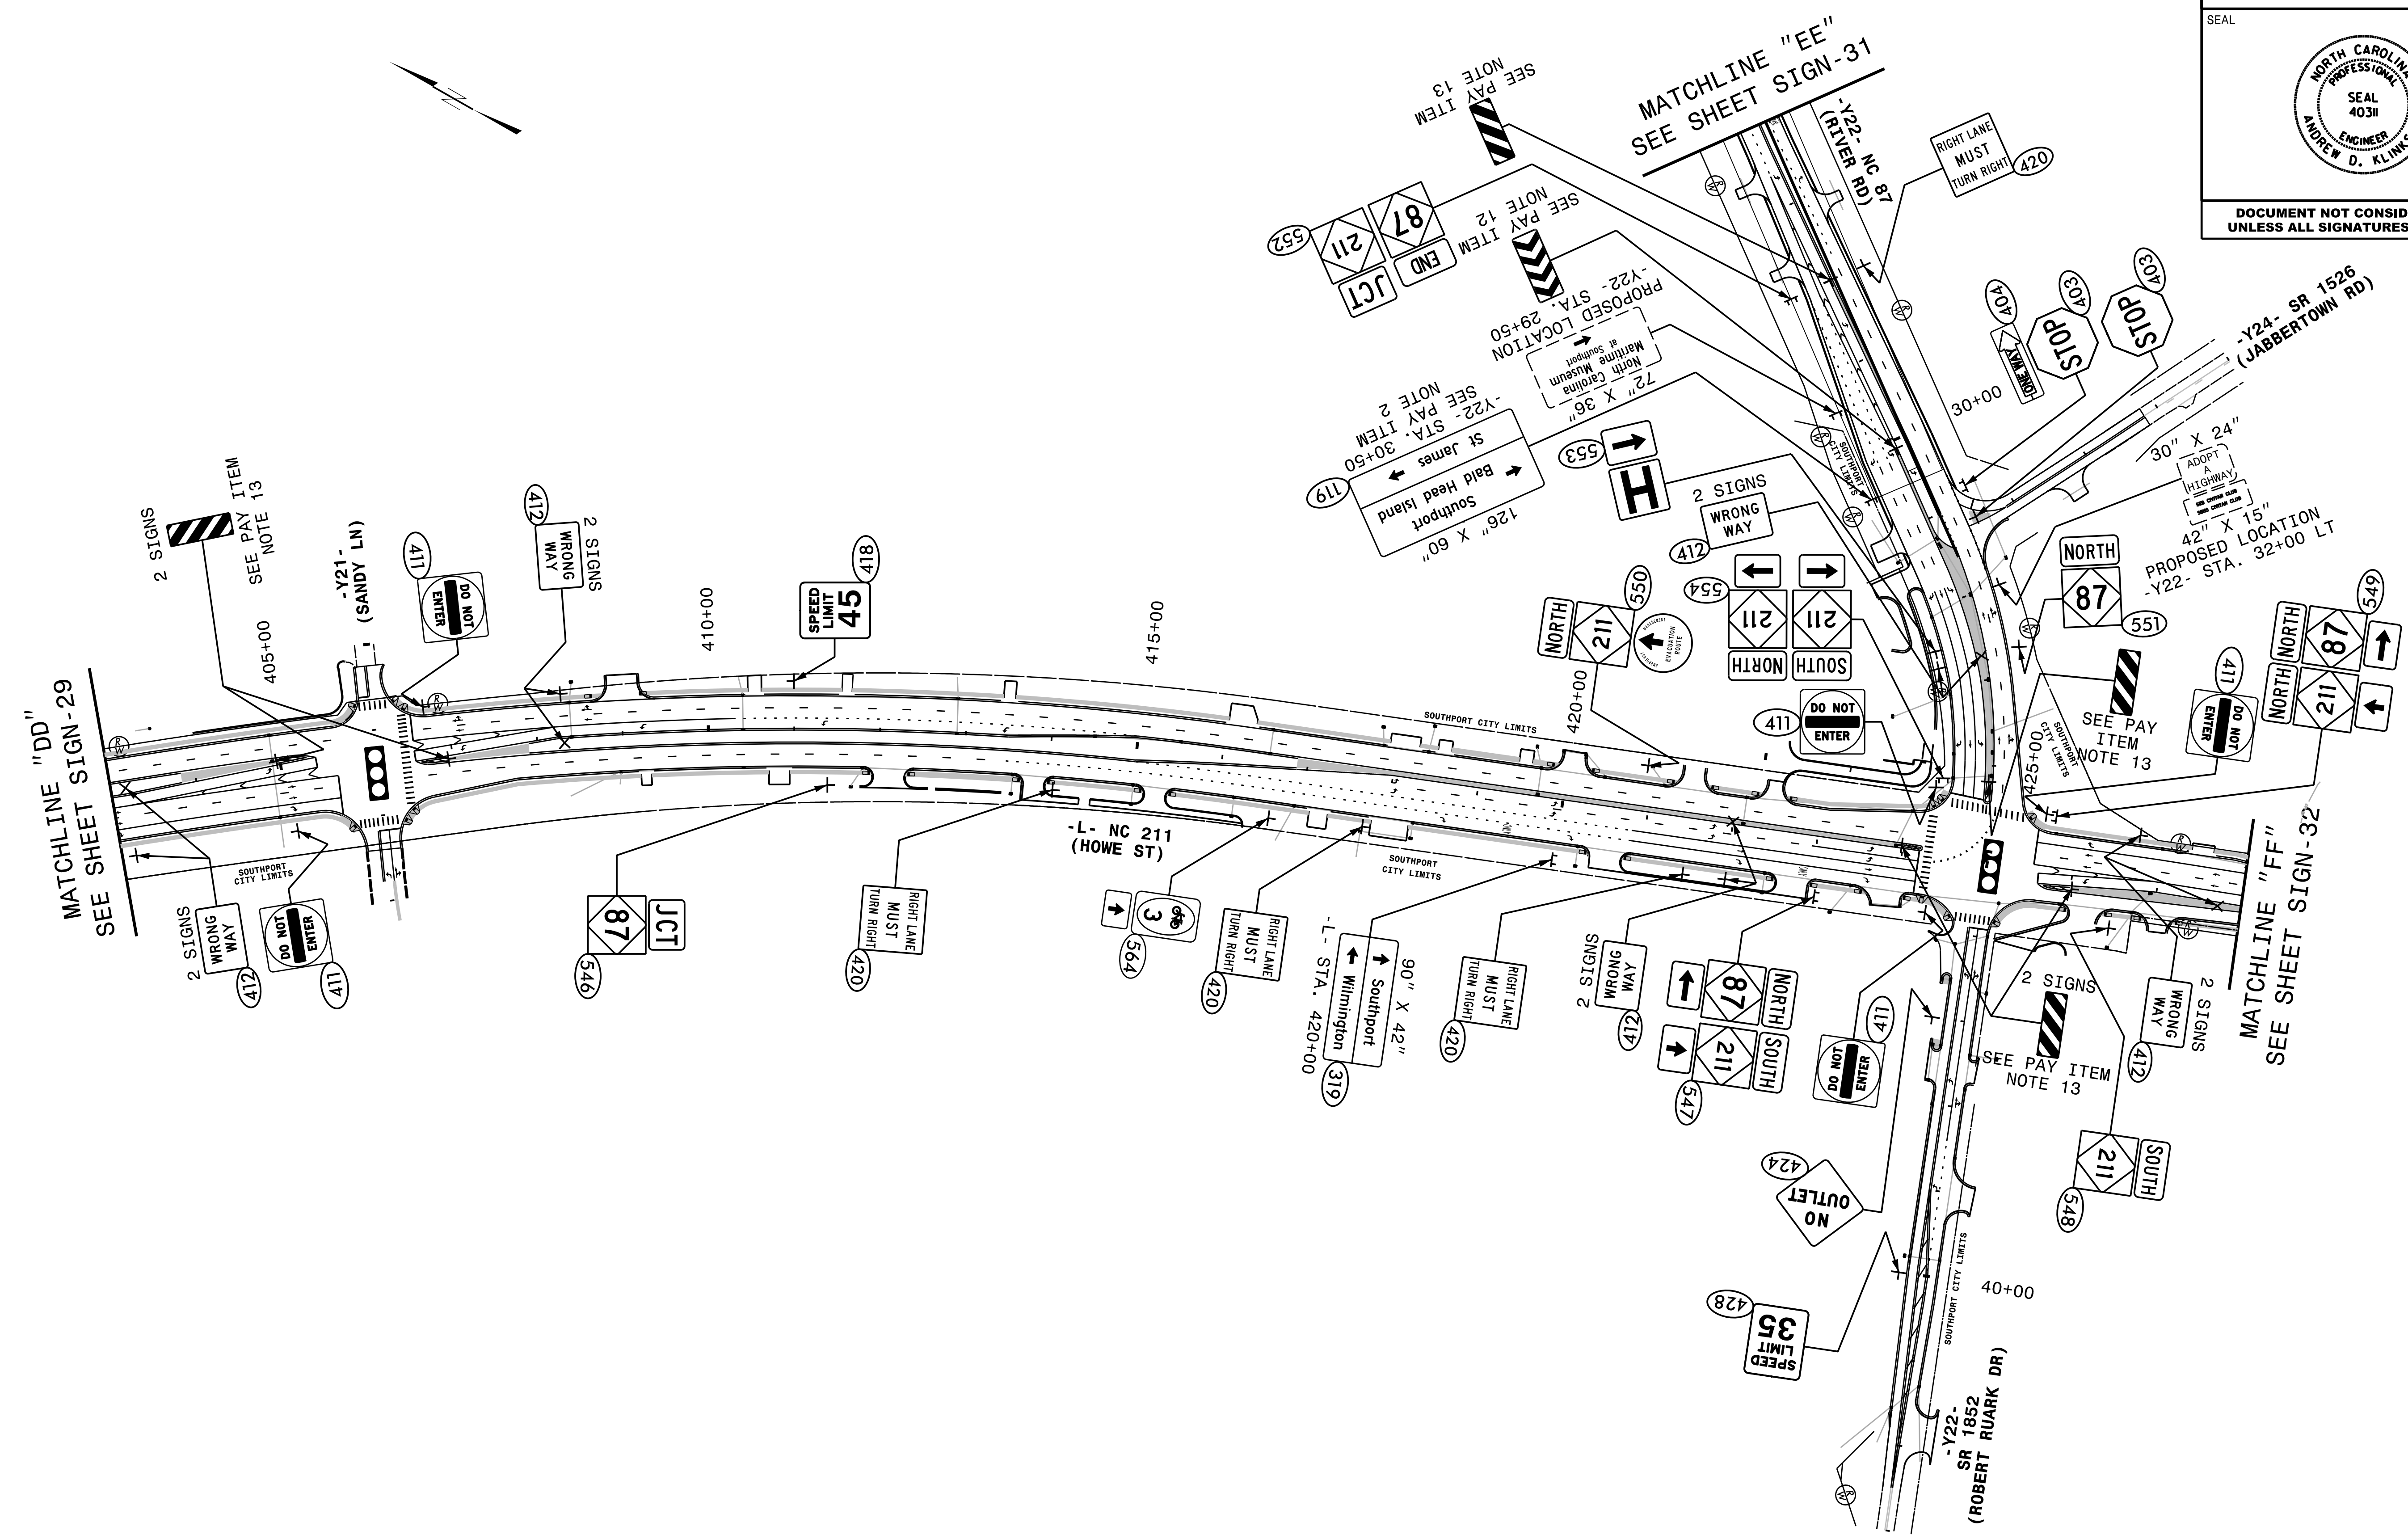 SEAL
NORTH CAROLINA
PROFESSIONAL
SEAL
40311
ENGINEER
ANDREW D.
DOCUMENT NOT
UNLESS ALL SIGNATURES
MATCHLINE "EE"
SEE SHEET SIGN-31
-Y22- NC 87
(RIVER RD)
RIGHT LANE
MUST
TURN RIGHT
420
SEE PAY ITEM
NOTE 13
552
JCT
211
END
87
SEE PAY ITEM
NOTE 12
PROPOSED LOCATION
-Y22- STA. 29+50
North Carolina
Maritime Museum
at Southport
72" X 36"
SEE PAY ITEM
NOTE 2
-Y22- STA. 30+50
119
St James
Bald Head Island
Southport
126" X 60"
553
H
2 SIGNS
WRONG
WAY
412
404
ONE WAY
403
STOP
403
STOP
-Y24- SR 1526
(JABBERTOWN RD)
30+00
SOUTHPORT
CITY LIMITS
30" X 24"
ADOPT
A
HIGHWAY
42" X 15"
PROPOSED LOCATION
-Y22- STA. 32+00 LT
NORTH
87
551
549
NORTH
87
NORTH
211
411
DO NOT
ENTER
SEE PAY
ITEM
NOTE 13
425+00
SOUTHPORT
CITY LIMITS
554
211
NORTH
211
SOUTH
411
DO NOT
ENTER
550
NORTH
211
EVACUATION
ROUTE
420+00
SOUTHPORT CITY LIMITS
415+00
418
SPEED
LIMIT
45
410+00
412
WRONG
WAY
2 SIGNS
411
DO NOT
ENTER
-Y21-
(SANDY LN)
2 SIGNS
SEE PAY ITEM
NOTE 13
405+00
MATCHLINE "DD"
SEE SHEET SIGN-29
SOUTHPORT
CITY LIMITS
2 SIGNS
WRONG
WAY
412
DO NOT
ENTER
411
JCT
87
546
RIGHT LANE
MUST
TURN RIGHT
420
-L- NC 211
(HOWE ST)
3
564
RIGHT LANE
MUST
TURN RIGHT
420
SOUTHPORT
CITY LIMITS
90" X 42"
Southport
Wilmington
-L- STA. 420+00
319
RIGHT LANE
MUST
TURN RIGHT
420
2 SIGNS
WRONG
WAY
412
NORTH
87
SOUTH
211
547
411
DO NOT
ENTER
2 SIGNS
SEE PAY ITEM
NOTE 13
2 SIGNS
WRONG
WAY
412
MATCHLINE "FF"
SEE SHEET SIGN-32
SOUTH
211
548
424
NO
OUTLET
428
SPEED
LIMIT
35
SOUTHPORT CITY LIMITS
40+00
-Y22-
SR 1852
(ROBERT RUARK DR)